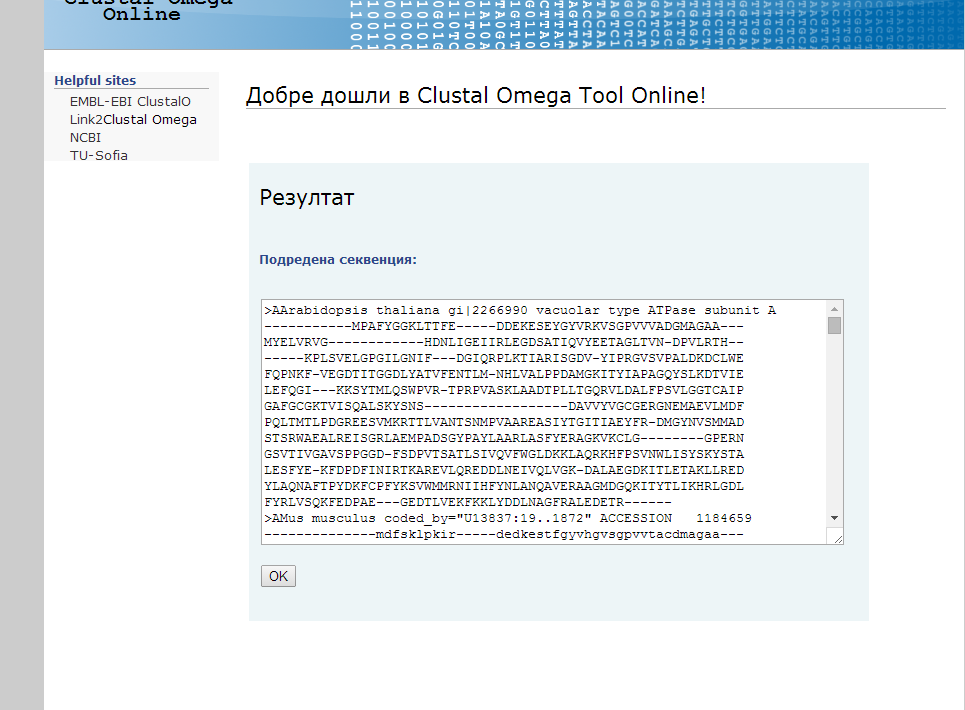 Clustal Omega
Online
Helpful sites
EMBL-EBI ClustalO
Link2Clustal Omega
NCBI
TU-Sofia
Добре дошли в Clustal Omega Tool Online!
Резултат
Подредена секвенция:
>AArabidopsis thaliana gi|2266990 vacuolar type ATPase subunit A
-----------MPAFYGGKLTTFE-----DDEKESEYGYVRKVSGPVVVADGMAGAA---
MYELVRVG------------HDNLIGEIIRLEGDSATIQVYEETAGLTVN-DPVLRTH--
-----KPLSVELGPGILGNIF---DGIQRPLKTIARISGDV-YIPRGVSVPALDKDCLWE
FQPNKF-VEGDTITGGDLYATVFENTLM-NHLVALPPDAMGKITYIAPAGQYSLKDTVIE
LEFQGI---KKSYTMLQSWPVR-TPRPVASKLAADTPLLTGQRVLDALFPSVLGGTCAIP
GAFGCGKTVISQALSKYSNS------------------DAVVYVGCGERGNEMAEVLMDF
PQLTMTLPDGREESVMKRTTLVANTSNMPVAAREASIYTGITIAEYFR-DMGYNVSMMAD
STSRWAEALREISGRLAEMPADSGYPAYLAARLASFYERAGKVKCLG--------GPERN
GSVTIVGAVSPPGGD-FSDPVTSATLSIVQVFWGLDKKLAQRKHFPSVNWLISYSKYSTA
LESFYE-KFDPDFINIRTKAREVLQREDDLNEIVQLVGK-DALAEGDKITLETAKLLRED
YLAQNAFTPYDKFCPFYKSVWMMRNIIHFYNLANQAVERAAGMDGQKITYTLIKHRLGDL
FYRLVSQKFEDPAE---GEDTLVEKFKKLYDDLNAGFRALEDETR------
>AMus musculus coded_by="U13837:19..1872" ACCESSION   1184659
--------------mdfsklpkir-----dedkestfgyvhgvsgpvvtacdmagaa---
OK